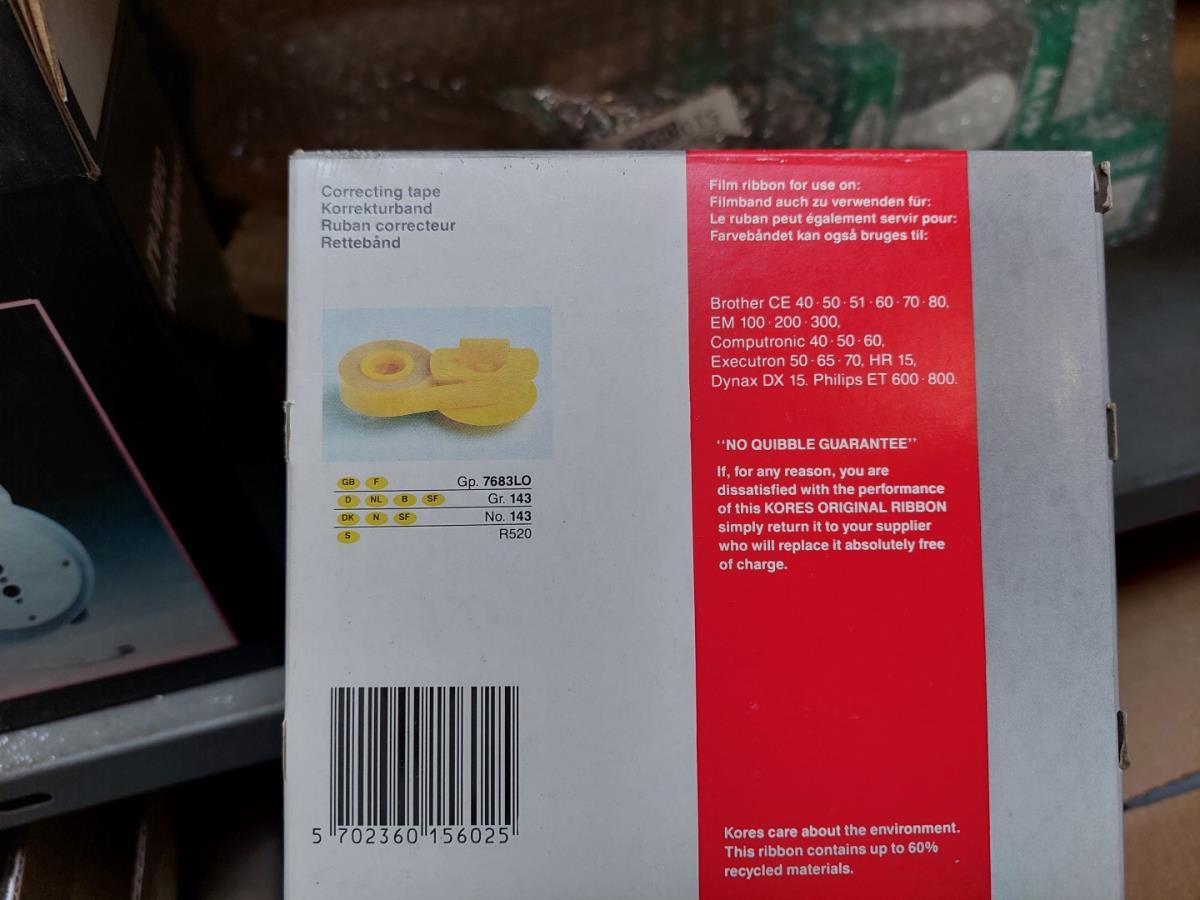 Correcting tape
Korrekturband
Ruban correcteur
Rettebånd
GB F Gp. 7683LO
D NL B SF Gr. 143
DK N SF No. 143
S R520
5 702360 156025
Film ribbon for use on:
Filmband auch zu verwenden für:
Le ruban peut également servir pour:
Farvebåndet kan også bruges til:
Brother CE 40 · 50 · 51 · 60 · 70 · 80,
EM 100 · 200 · 300,
Computronic 40 · 50 · 60,
Executron 50 · 65 · 70, HR 15,
Dynax DX 15. Philips ET 600 · 800.
''NO QUIBBLE GUARANTEE''
If, for any reason, you are
dissatisfied with the performance
of this KORES ORIGINAL RIBBON
simply return it to your supplier
who will replace it absolutely free
of charge.
Kores care about the environment.
This ribbon contains up to 60%
recycled materials.